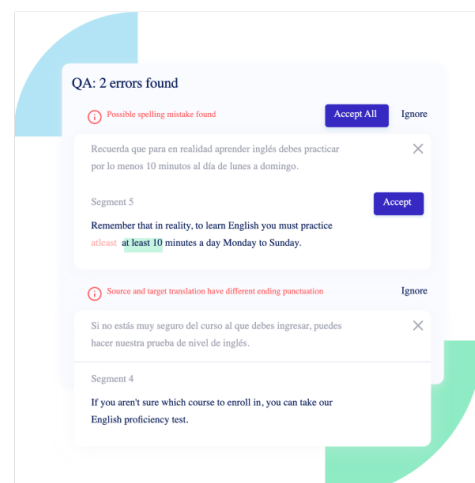 QA: 2 errors found
Possible spelling mistake found
Accept All
Ignore
Recuerda que para en realidad aprender inglés debes practicar
por lo menos 10 minutos al día de lunes a domingo.
Segment 5
Accept
Remember that in reality, to learn English you must practice
atleast at least 10 minutes a day Monday to Sunday.
Source and target translation have different ending punctuation
Ignore
Si no estás muy seguro del curso al que debes ingresar, puedes
hacer nuestra prueba de nivel de inglés.
Segment 4
If you aren't sure which course to enroll in, you can take our
English proficiency test.